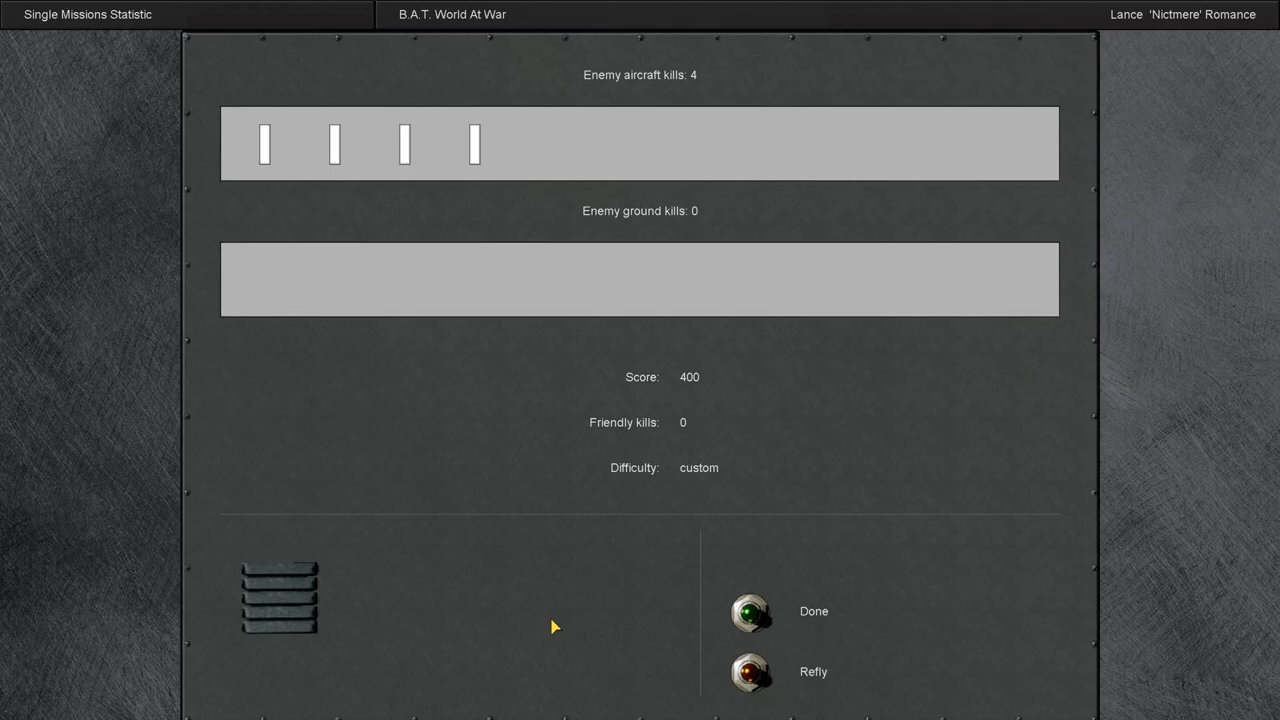 Single Missions Statistic
B.A.T. World At War
Lance  'Nictmere' Romance
Enemy aircraft kills: 4
Enemy ground kills: 0
Score: 400
Friendly kills: 0
Difficulty: custom
Done
Refly